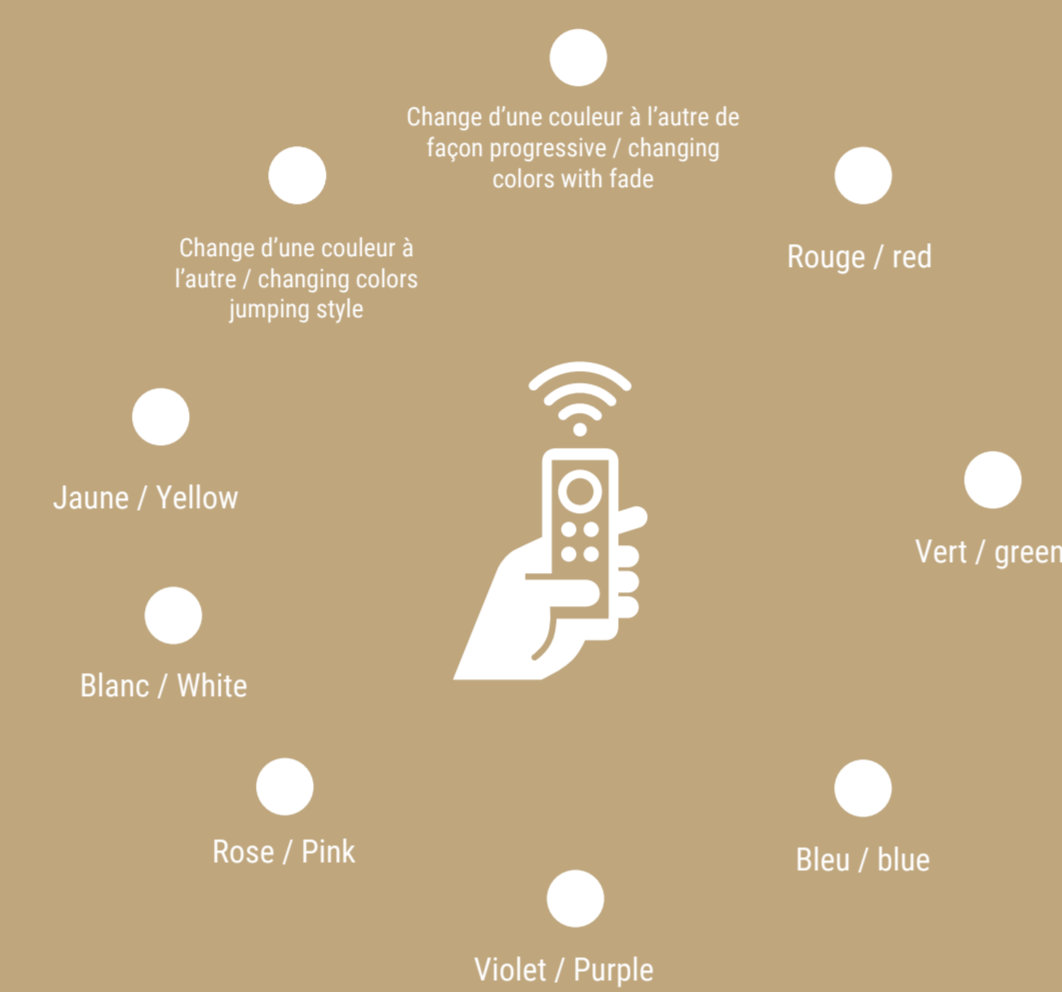 Change d’une couleur à l’autre de
façon progressive / changing
colors with fade
Change d’une couleur à
l’autre / changing colors
jumping style
Rouge / red
Jaune / Yellow
Vert / green
Blanc / White
Rose / Pink
Bleu / blue
Violet / Purple